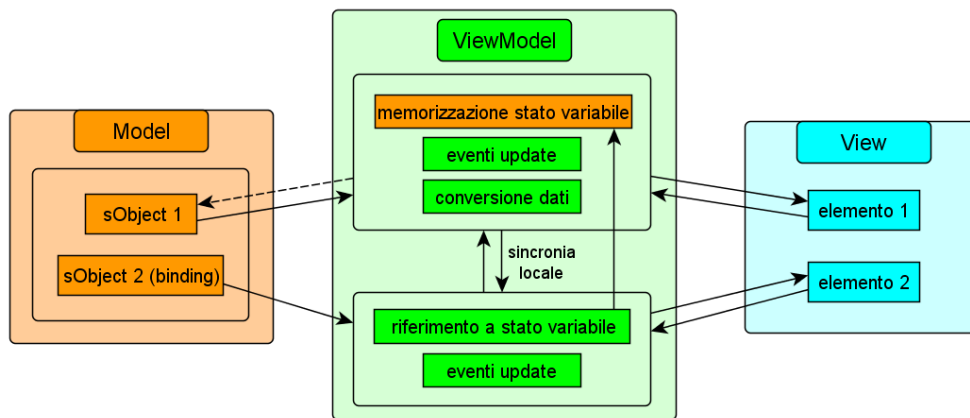 Model
sObject 1
sObject 2 (binding)
ViewModel
memorizzazione stato variabile
eventi update
conversione dati
sincronia
locale
riferimento a stato variabile
eventi update
View
elemento 1
elemento 2